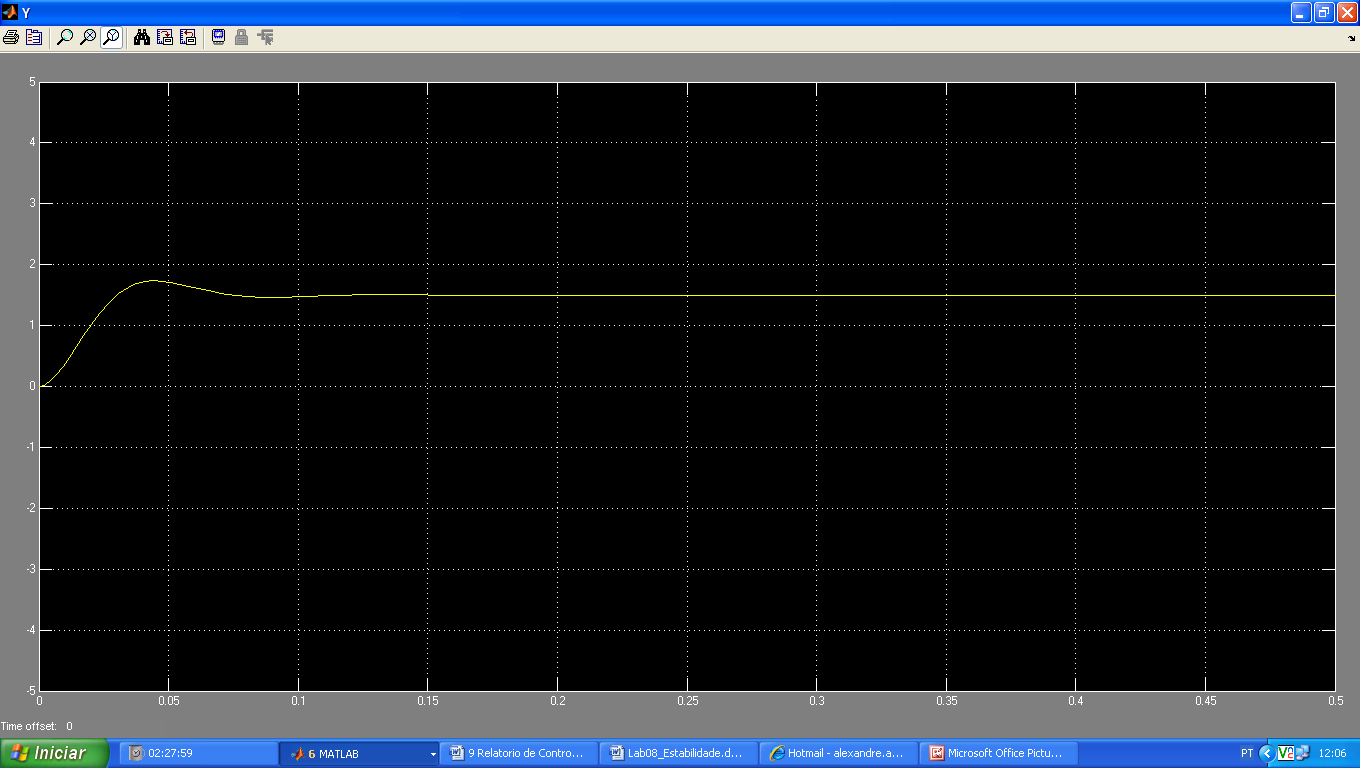 Y
5
4
3
2
1
0
-1
-2
-3
-4
-5
0 0.05 0.1 0.15 0.2 0.25 0.3 0.35 0.4 0.45 0.5
Time offset: 0
Iniciar 02:27:59 6 MATLAB 9 Relatorio de Contro... Lab08_Estabilidade.d... Hotmail - alexandre.a... Microsoft Office Pictu... PT 12:06